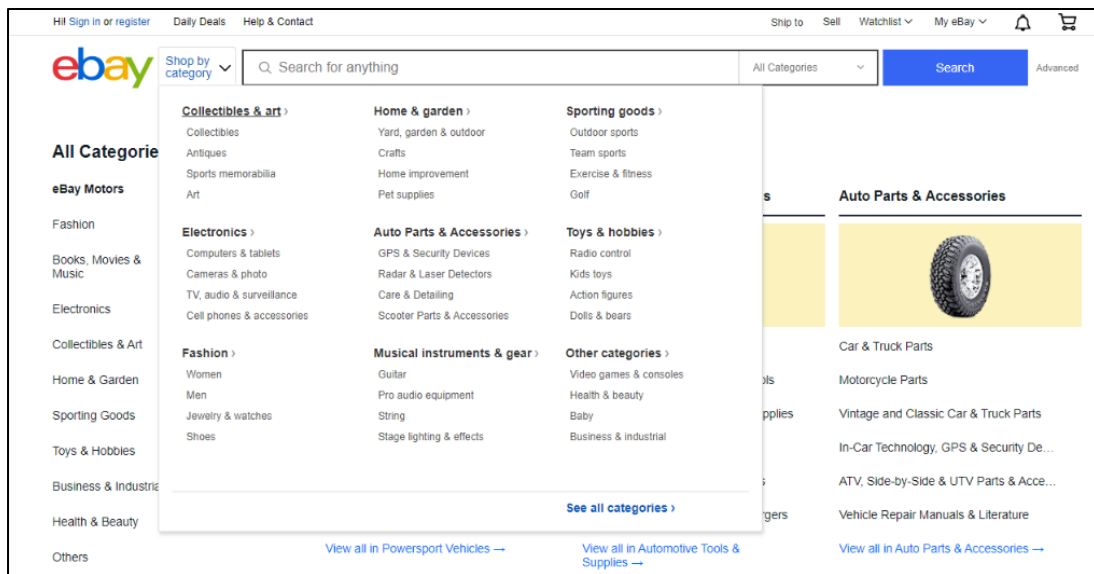 Hi! Sign in or register Daily Deals Help & Contact Ship to Sell Watchlist My eBay
ebay Shop by category Search for anything All Categories Search Advanced
Collectibles & art Home & garden Sporting goods
Collectibles Yard, garden & outdoor Outdoor sports
Antiques Crafts Team sports
Sports memorabilia Home improvement Exercise & fitness
Art Pet supplies Golf
Electronics Auto Parts & Accessories Toys & hobbies
Computers & tablets GPS & Security Devices Radio control
Cameras & photo Radar & Laser Detectors Kids toys
TV, audio & surveillance Care & Detailing Action figures
Cell phones & accessories Scooter Parts & Accessories Dolls & bears
Fashion Musical instruments & gear Other categories
Women Guitar Video games & consoles
Men Pro audio equipment Health & beauty
Jewelry & watches String Baby
Shoes Stage lighting & effects Business & industrial
See all categories
All Categorie
eBay Motors
Fashion
Books, Movies &
Music
Electronics
Collectibles & Art
Home & Garden
Sporting Goods
Toys & Hobbies
Business & Industria
Health & Beauty
Others
View all in Powersport Vehicles →
s
ols
pplies
s
rgers
View all in Automotive Tools &
Supplies →
Auto Parts & Accessories
Car & Truck Parts
Motorcycle Parts
Vintage and Classic Car & Truck Parts
In-Car Technology, GPS & Security De...
ATV, Side-by-Side & UTV Parts & Acce...
Vehicle Repair Manuals & Literature
View all in Auto Parts & Accessories →